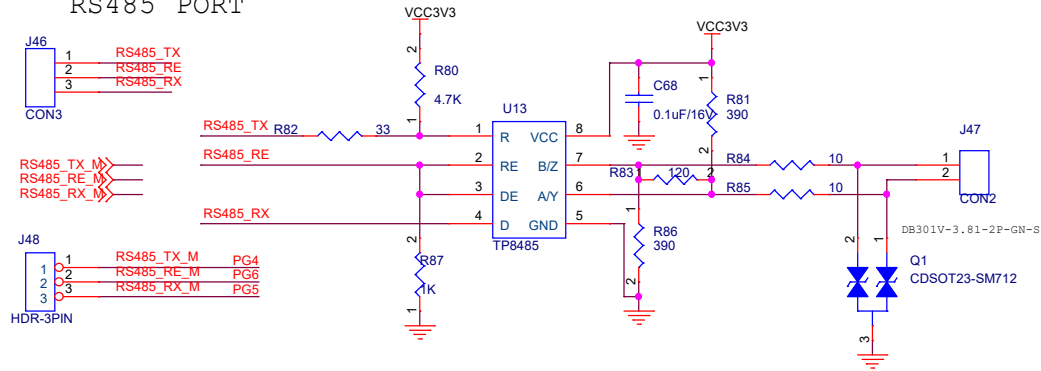 RS485 PORT
J46
1 RS485_TX
2 RS485_RE
3 RS485_RX
CON3
RS485_TX_M
RS485_RE_M
RS485_RX_M
J48
1 1 RS485_TX_M PG4
2 2 RS485_RE_M PG6
3 3 RS485_RX_M PG5
HDR-3PIN
VCC3V3
2
R80
4.7K
1
RS485_TX R82 33
RS485_RE
RS485_RX
2
R87
1K
1
U13
1 R VCC 8
2 RE B/Z 7
3 DE A/Y 6
4 D GND 5
TP8485
VCC3V3
C68
0.1uF/16V
1
R81
390
2
R83 1 120 2
R84 10
R85 10
1
R86
390
2
J47
1
2
CON2
DB301V-3.81-2P-GN-S
2 1
Q1
CDSOT23-SM712
3